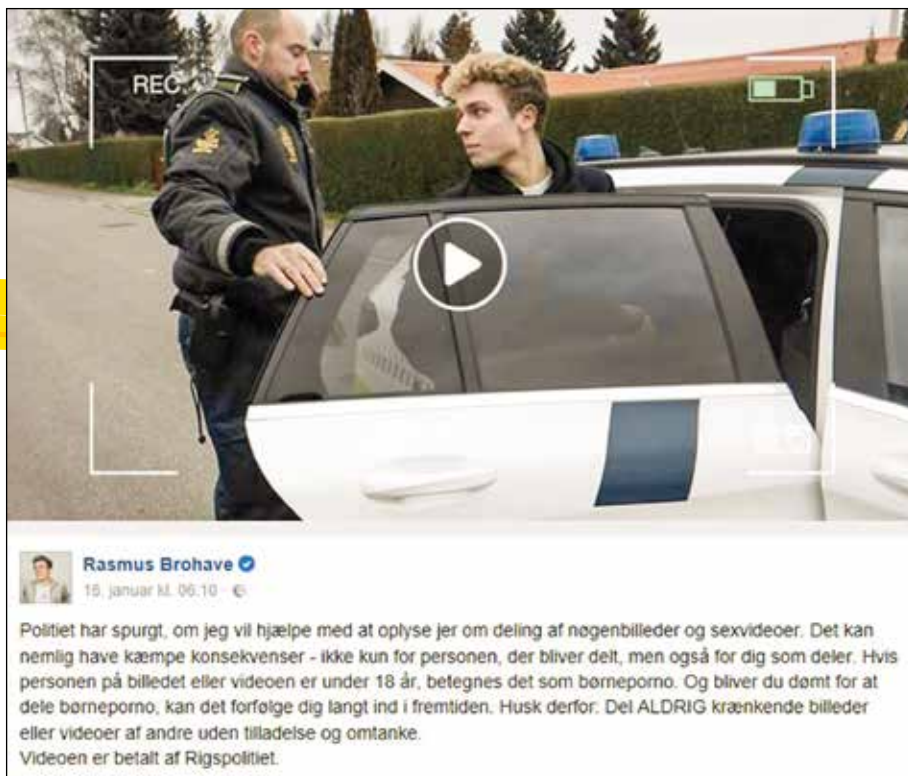 REC
Rasmus Brohave
16. januar kl. 06:10
Politiet har spurgt, om jeg vil hjælpe med at oplyse jer om deling af nøgenbilleder og sexvideoer. Det kan
nemlig have kæmpe konsekvenser - ikke kun for personen, der bliver delt, men også for dig som deler. Hvis
personen på billedet eller videoen er under 18 år, betegnes det som børneporno. Og bliver du dømt for at
dele børneporno, kan det forfølge dig langt ind i fremtiden. Husk derfor: Del ALDRIG krænkende billeder
eller videoer af andre uden tilladelse og omtanke.
Videoen er betalt af Rigspolitiet.